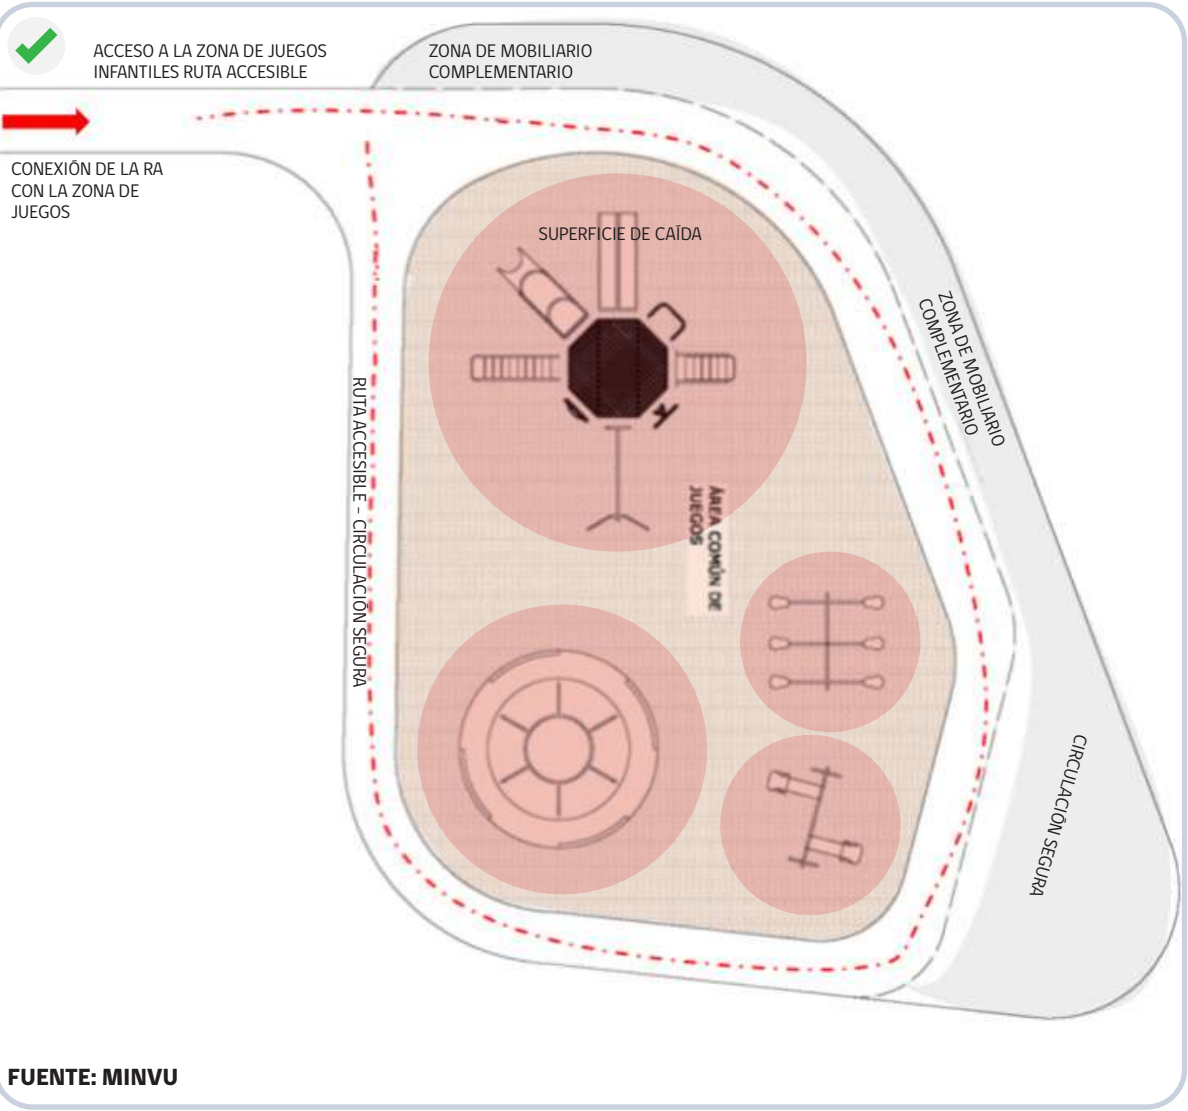 ACCESO A LA ZONA DE JUEGOS
INFANTILES RUTA ACCESIBLE
ZONA DE MOBILIARIO
COMPLEMENTARIO
CONEXIÓN DE LA RA
CON LA ZONA DE
JUEGOS
SUPERFICIE DE CAÍDA
ZONA DE MOBILIARIO
COMPLEMENTARIO
RUTA ACCESIBLE - CIRCULACIÓN SEGURA
ÁREA COMÚN DE
JUEGOS
CIRCULACIÓN SEGURA
FUENTE: MINVU